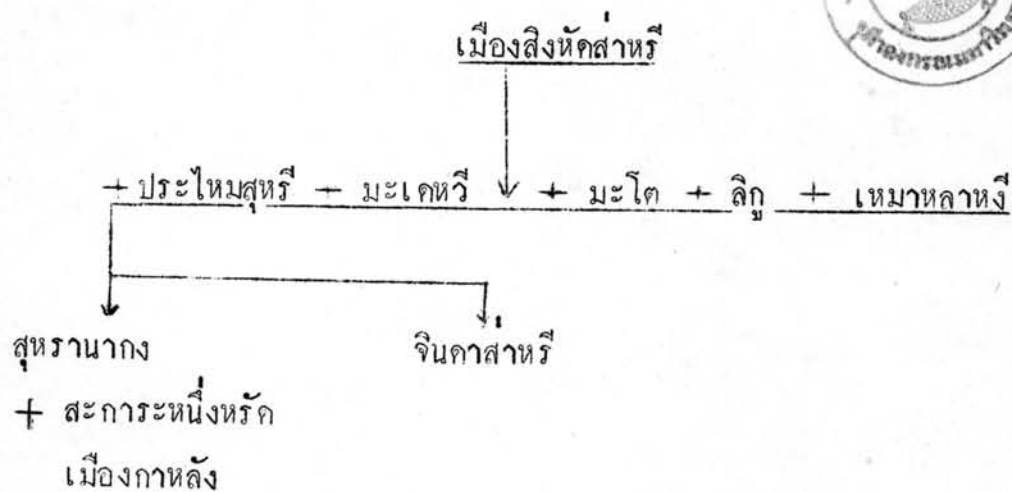 เมืองสิงหัดส่าหรี
+ ประไหมสุหรี + มะเดหวี + มะโต + ลิกู + เหมาหลาหงี
สุหรานากง จินดาส่าหรี
+ สะการะหนึ่งหรัด
เมืองกาหลัง